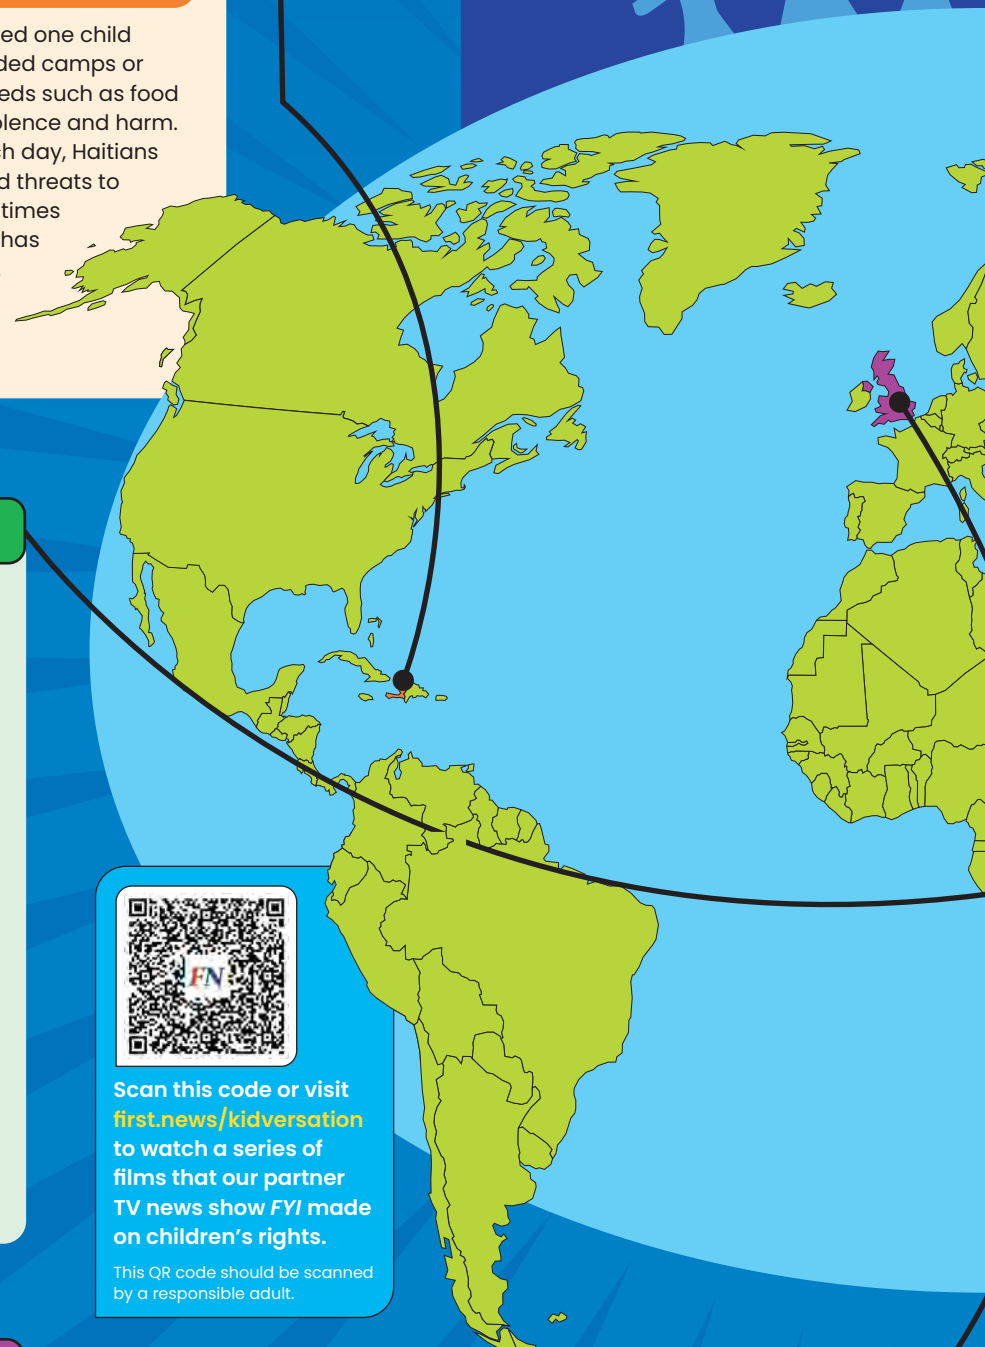 ed one child
ded camps or
eds such as food
olence and harm.
ch day, Haitians
d threats to
times
has
FN
Scan this code or visit
first.news/kidversation
to watch a series of
films that our partner
TV news show FYI made
on children's rights.
This QR code should be scanned
by a responsible adult.